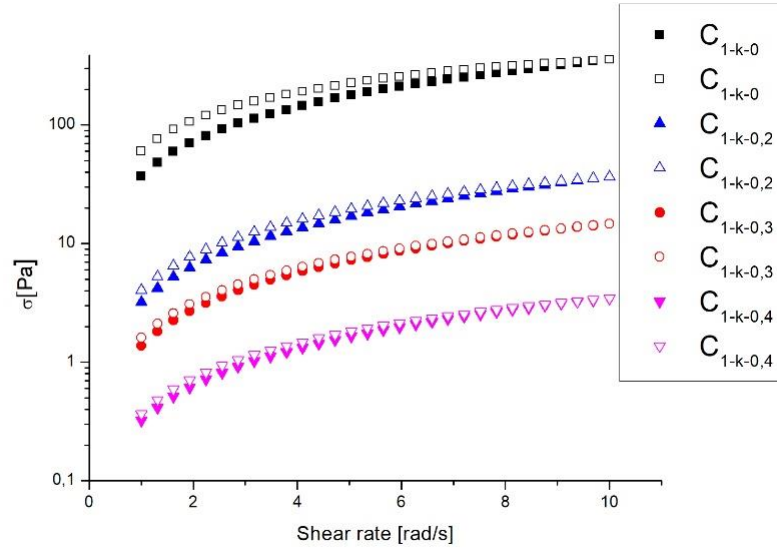 σ[Pa]
100
10
1
0,1
0 2 4 6 8 10
Shear rate [rad/s]
C1-k-0
C1-k-0
C1-k-0,2
C1-k-0,2
C1-k-0,3
C1-k-0,3
C1-k-0,4
C1-k-0,4